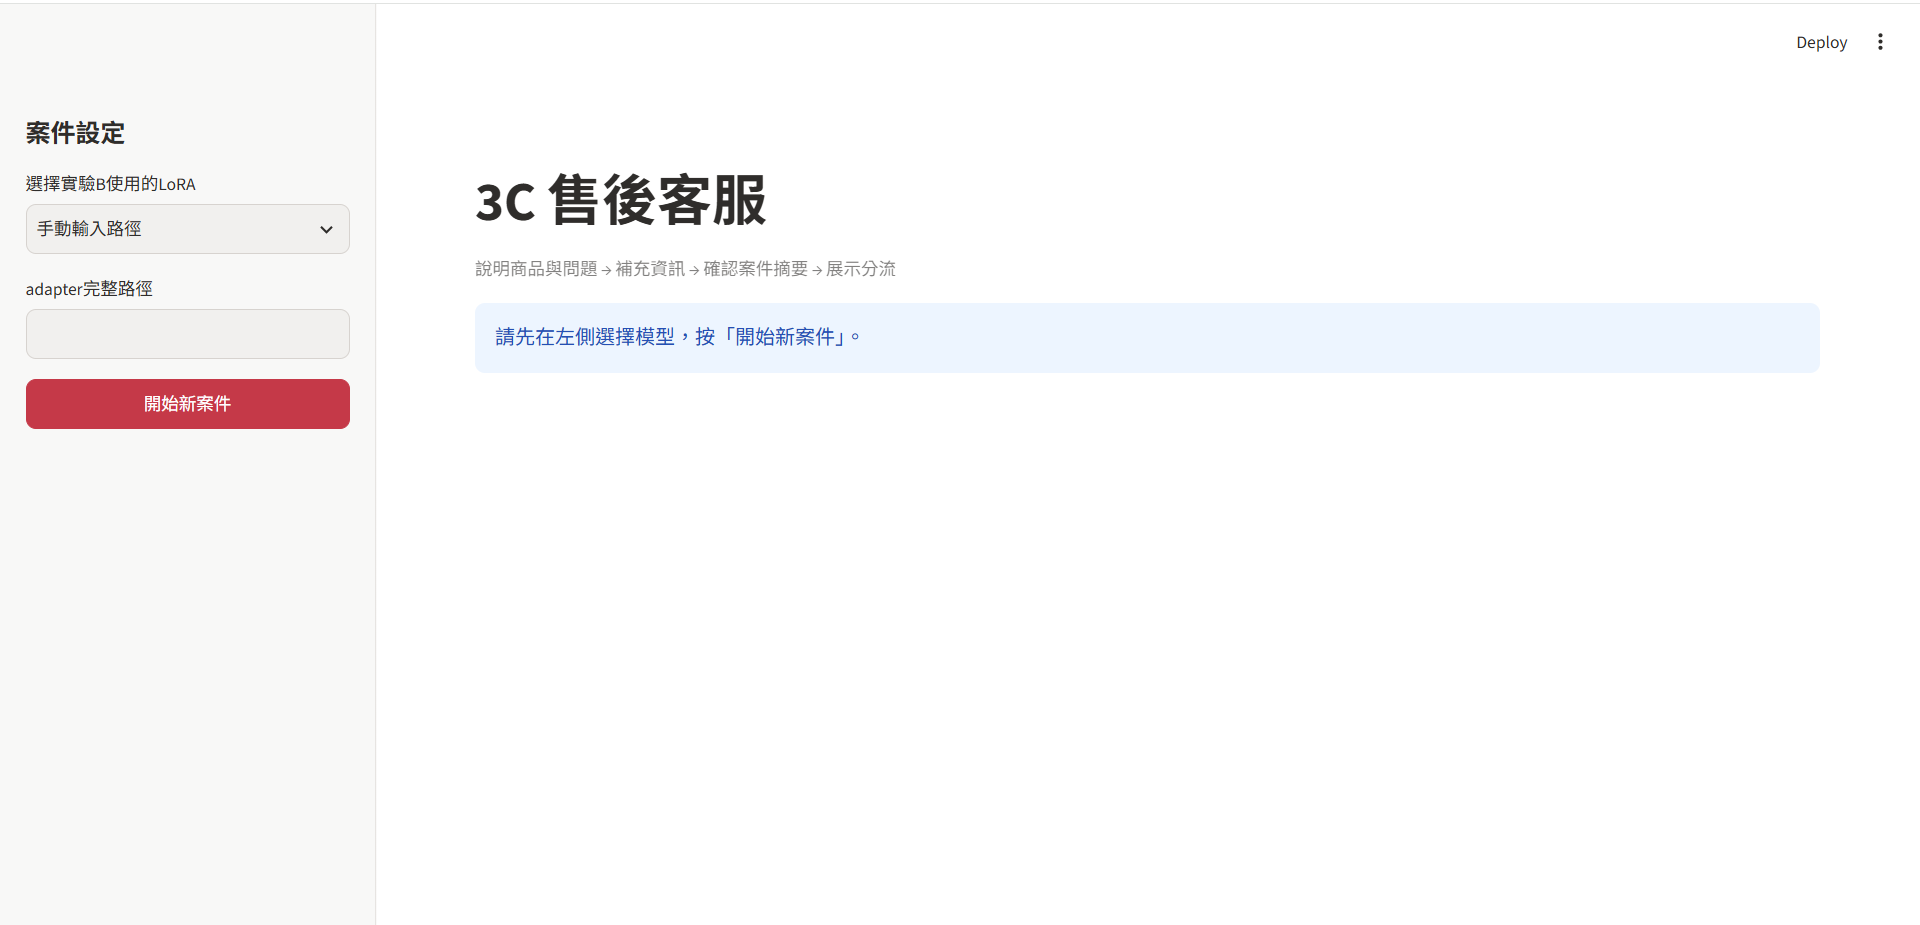 Deploy
案件設定
選擇實驗B使用的LoRA
手動輸入路徑
adapter完整路徑
開始新案件
3C 售後客服
說明商品與問題 → 補充資訊 → 確認案件摘要 → 展示分流
請先在左側選擇模型，按「開始新案件」。